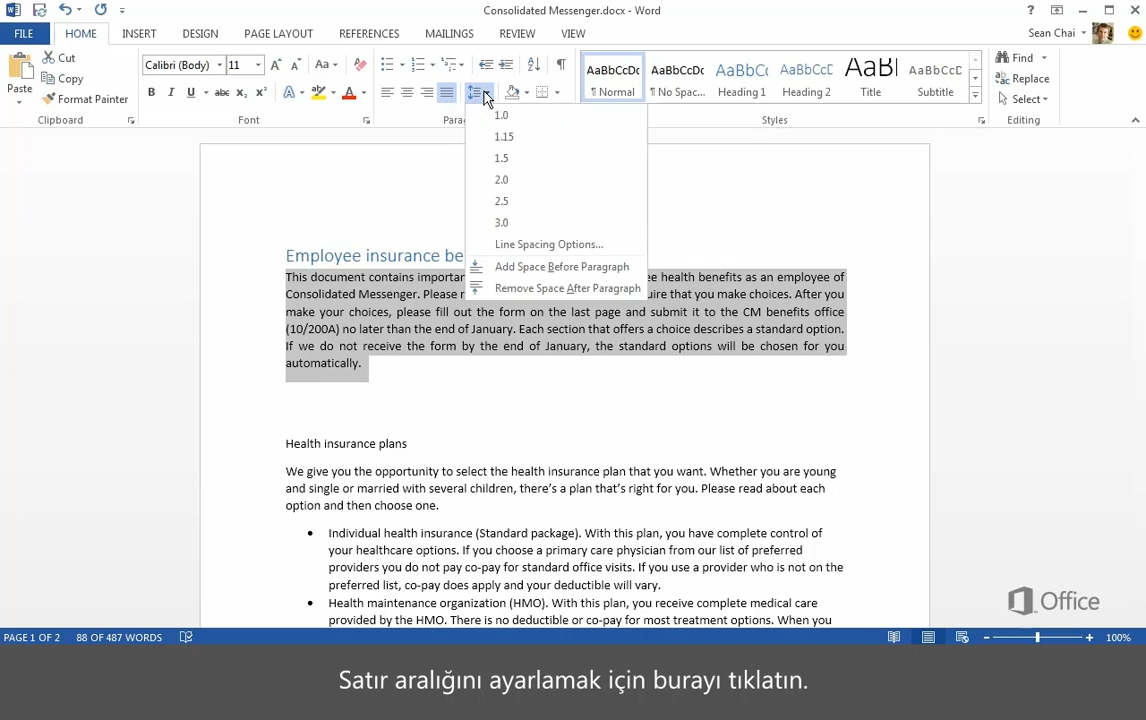 Consolidated Messenger.docx - Word
?
FILE HOME INSERT DESIGN PAGE LAYOUT REFERENCES MAILINGS REVIEW VIEW Sean Chai
Paste
Cut
Copy
Format Painter
Clipboard
Calibri (Body) 11
Font
AaBbCcDc AaBbCcDc AaBbCc AaBbCcD AaBI AaBbCcD
¶ Normal ¶ No Spac... Heading 1 Heading 2 Title Subtitle
Styles
Find
Replace
Select
Editing
1.0
1.15
1.5
2.0
2.5
3.0
Line Spacing Options...
Add Space Before Paragraph
Remove Space After Paragraph
Employee insurance be
This document contains importan ee health benefits as an employee of
Consolidated Messenger. Please quire that you make choices. After you
make your choices, please fill out the form on the last page and submit it to the CM benefits office
(10/200A) no later than the end of January. Each section that offers a choice describes a standard option.
If we do not receive the form by the end of January, the standard options will be chosen for you
automatically.
Health insurance plans
We give you the opportunity to select the health insurance plan that you want. Whether you are young
and single or married with several children, there's a plan that's right for you. Please read about each
option and then choose one.
• Individual health insurance (Standard package). With this plan, you have complete control of
your healthcare options. If you choose a primary care physician from our list of preferred
providers you do not pay co-pay for standard office visits. If you use a provider who is not on the
preferred list, co-pay does apply and your deductible will vary.
• Health maintenance organization (HMO). With this plan, you receive complete medical care
provided by the HMO. There is no deductible or co-pay for most treatment options. When you
Office
PAGE 1 OF 2 88 OF 487 WORDS 100%
Satır aralığını ayarlamak için burayı tıklatın.